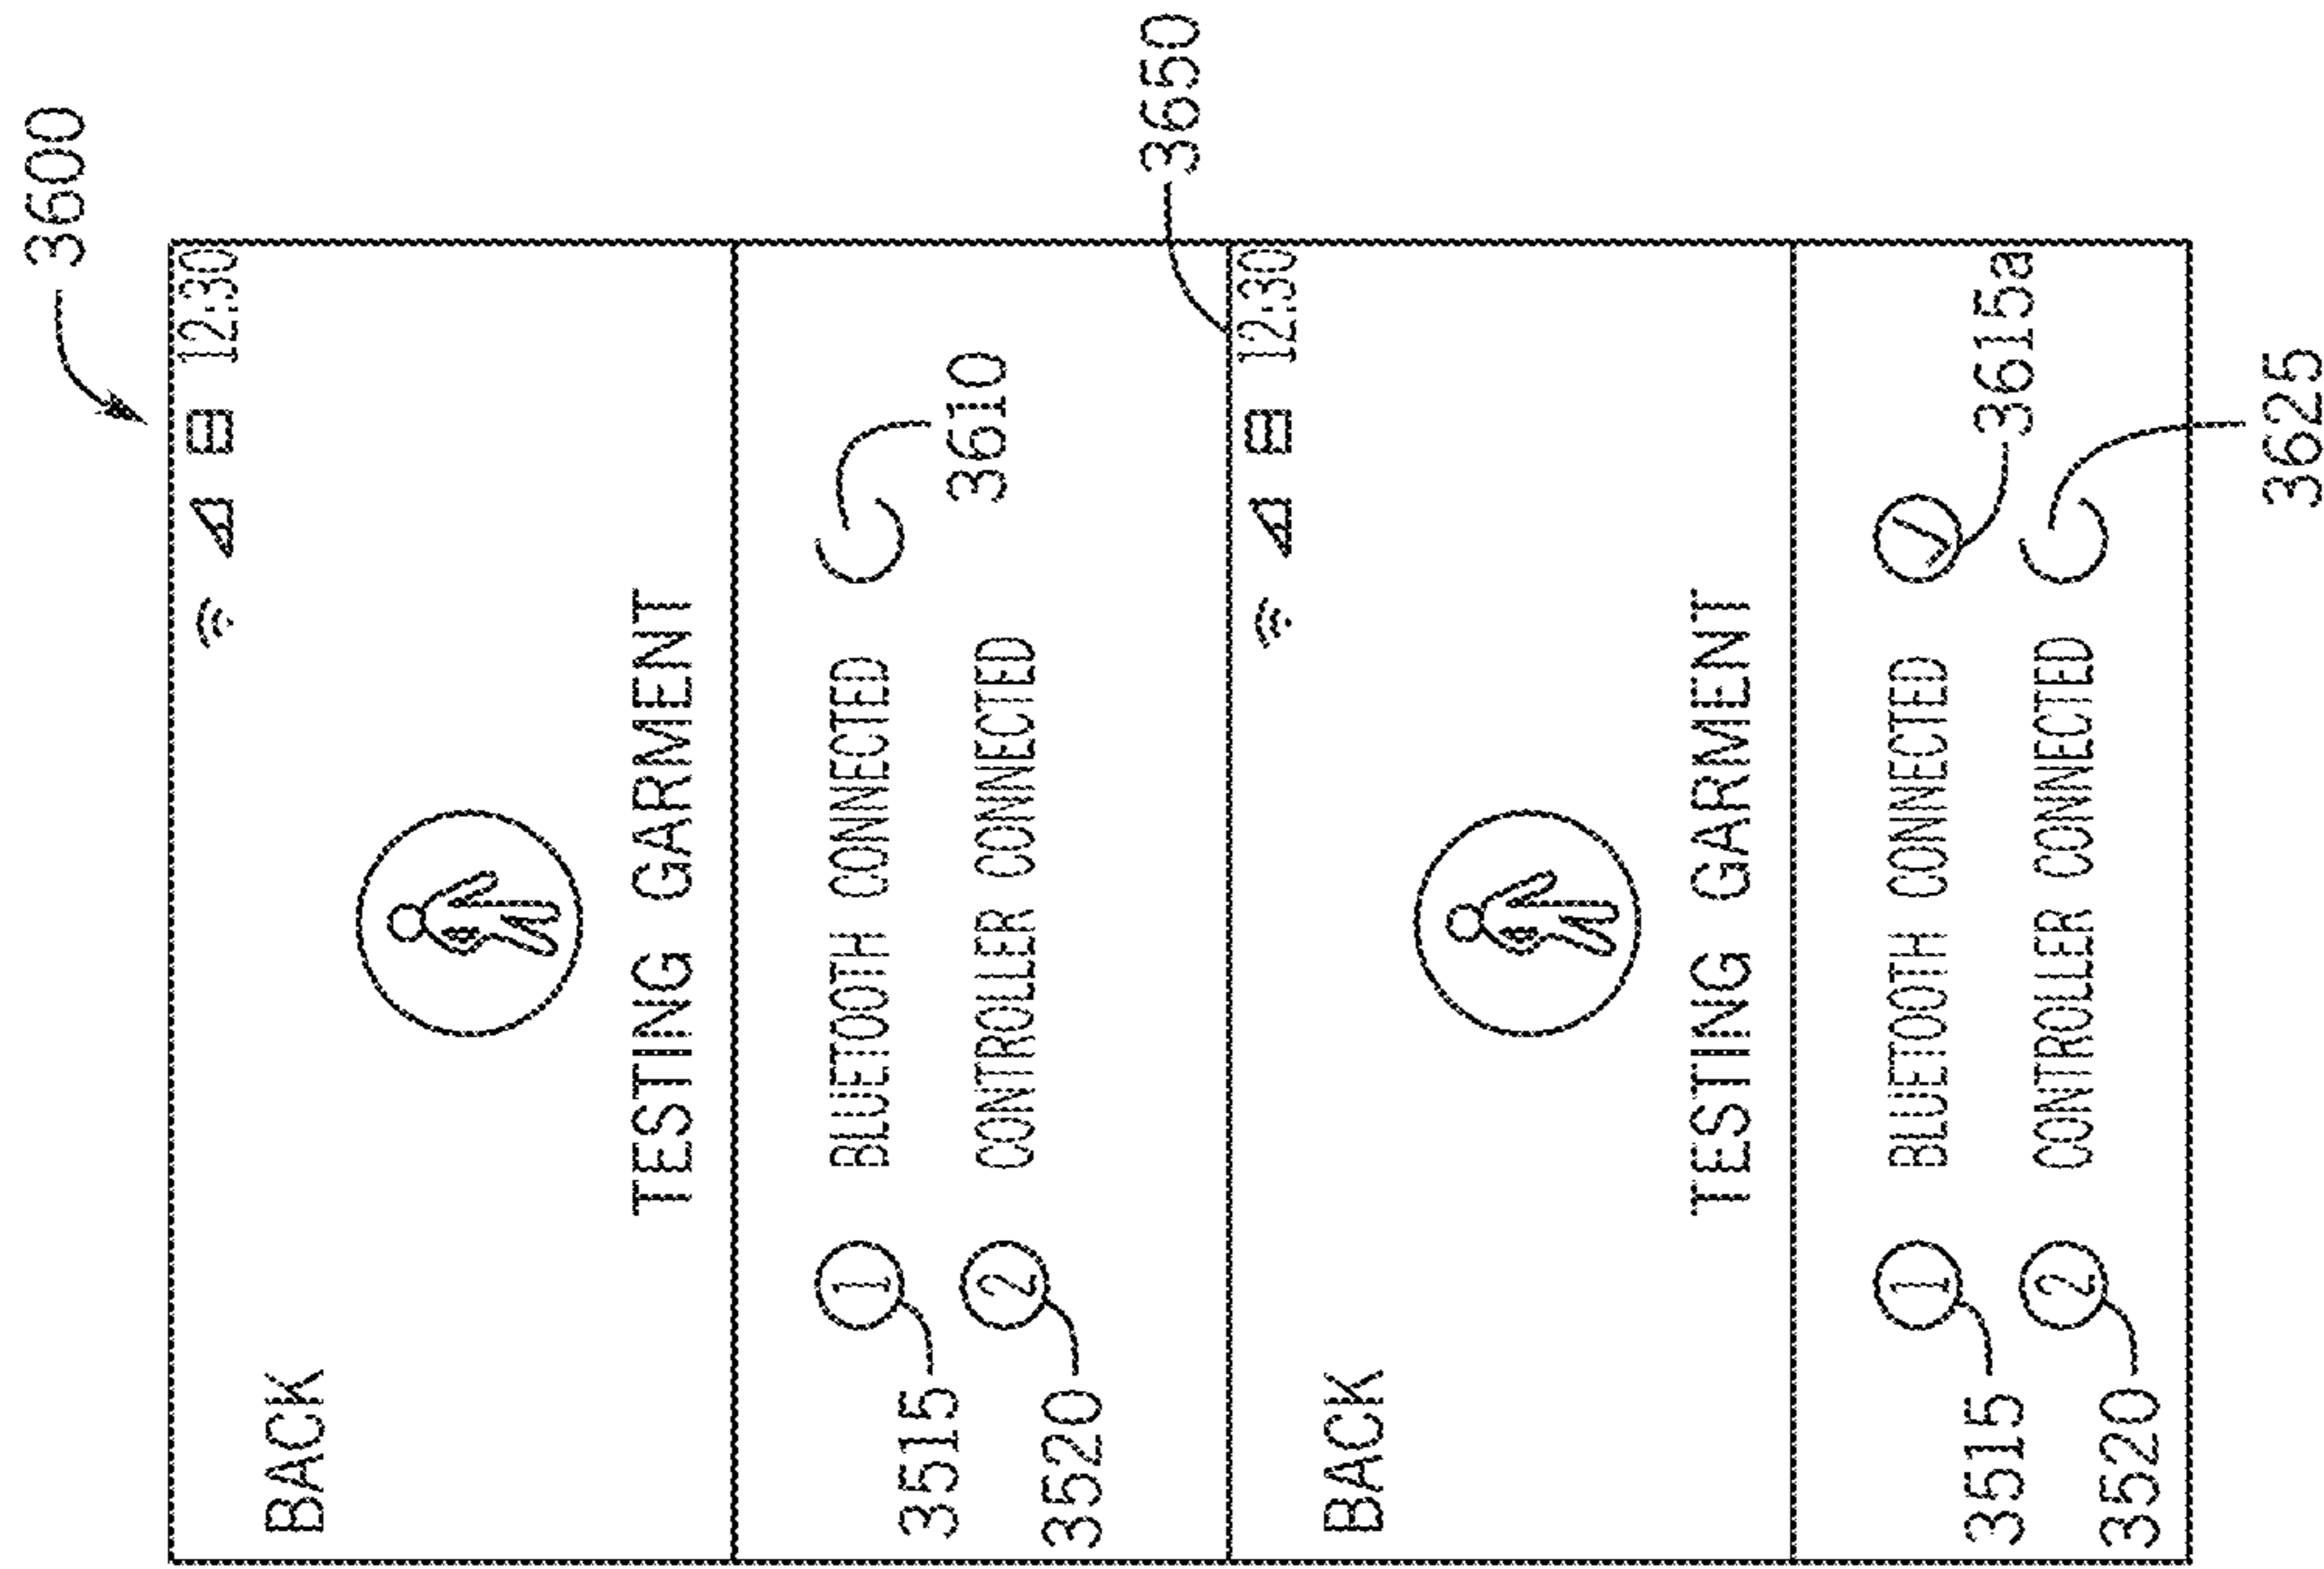 3600
12:30
BACK
TESTING GARMENT
1 BLUETOOTH CONNECTED
3610
3515
2 CONTROLLER CONNECTED
3520
3650
12:30
BACK
TESTING GARMENT
1 BLUETOOTH CONNECTED
3615a
3515
2 CONTROLLER CONNECTED
3520
3625